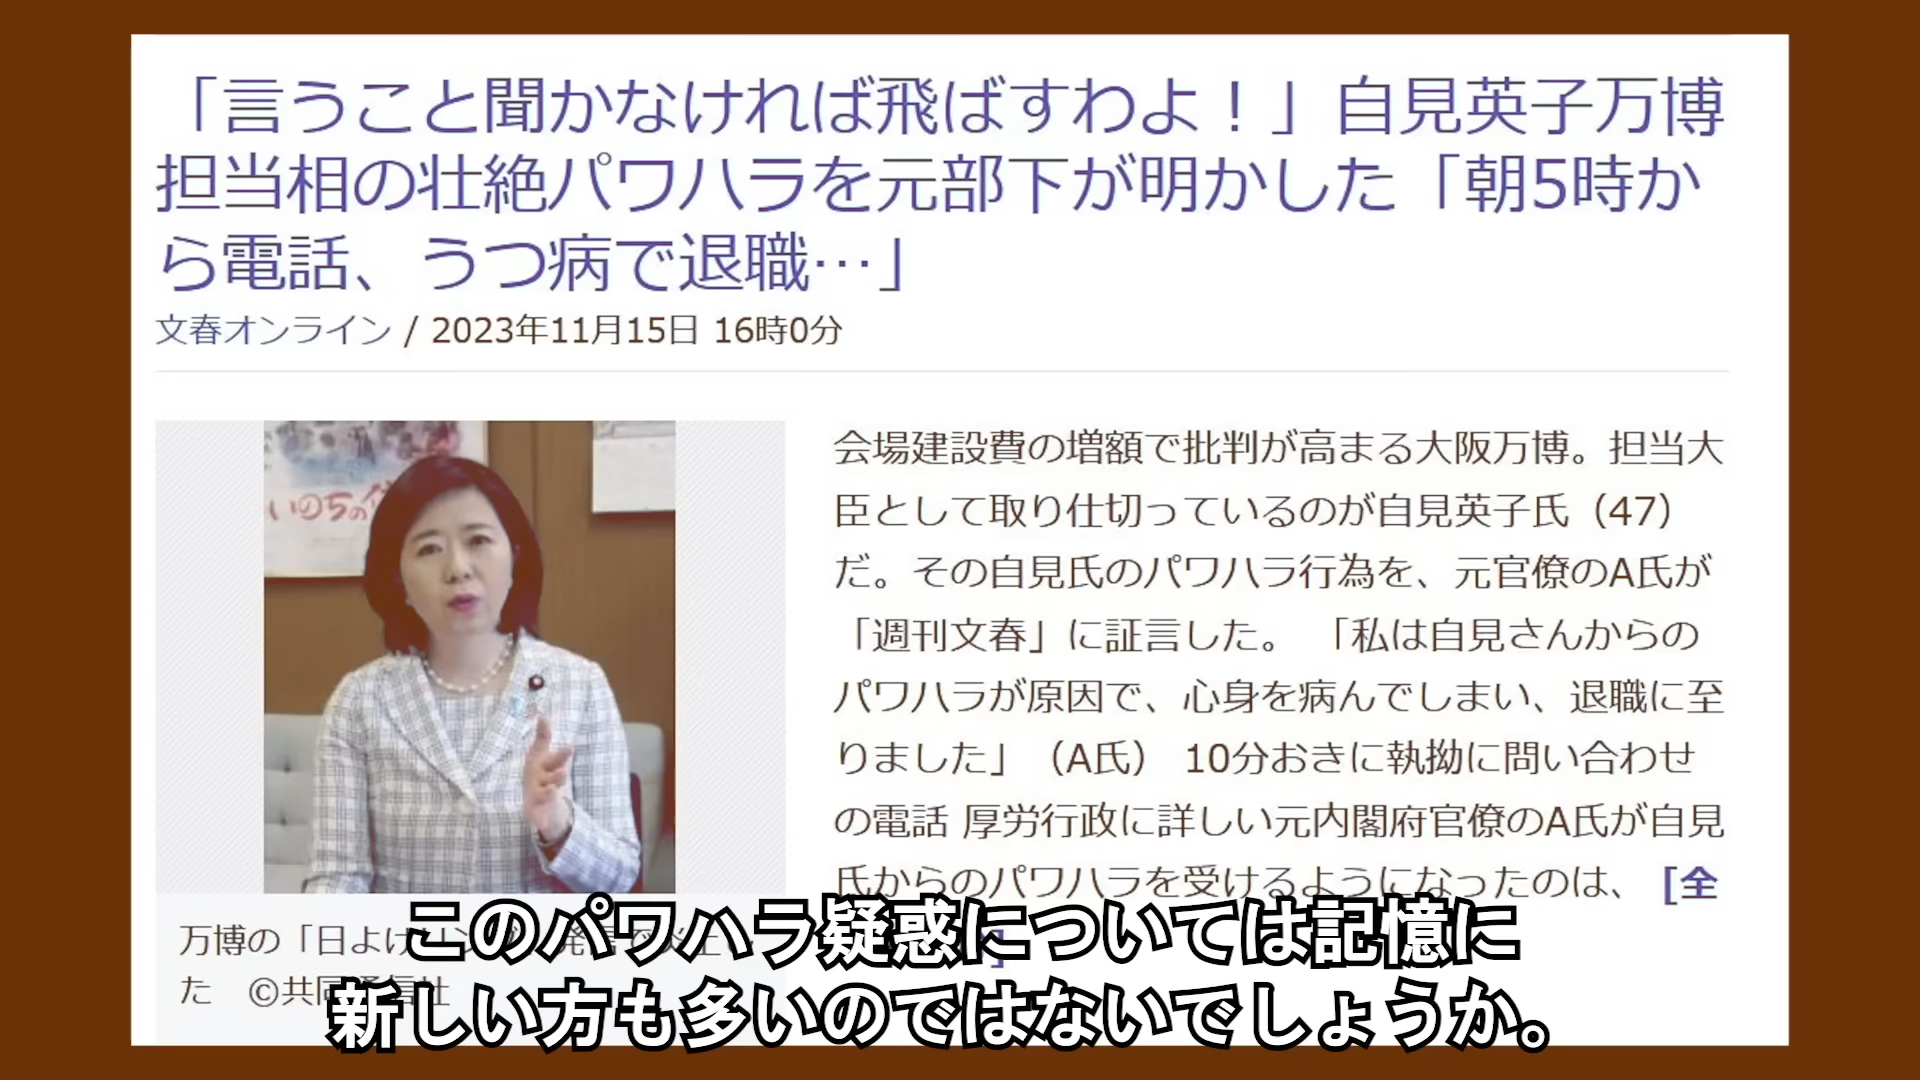 「言うこと聞かなければ飛ばすわよ！」自見英子万博
担当相の壮絶パワハラを元部下が明かした「朝5時か
ら電話、うつ病で退職…」
文春オンライン / 2023年11月15日 16時0分
いのちの
会場建設費の増額で批判が高まる大阪万博。担当大
臣として取り仕切っているのが自見英子氏（47）
だ。その自見氏のパワハラ行為を、元官僚のA氏が
「週刊文春」に証言した。 「私は自見さんからの
パワハラが原因で、心身を病んでしまい、退職に至
りました」（A氏） 10分おきに執拗に問い合わせ
の電話 厚労行政に詳しい元内閣府官僚のA氏が自見
氏からのパワハラを受けるようになったのは、 [全
万博の「日よけ
た ©共同通信社
このパワハラ疑惑については記憶に
新しい方も多いのではないでしょうか。